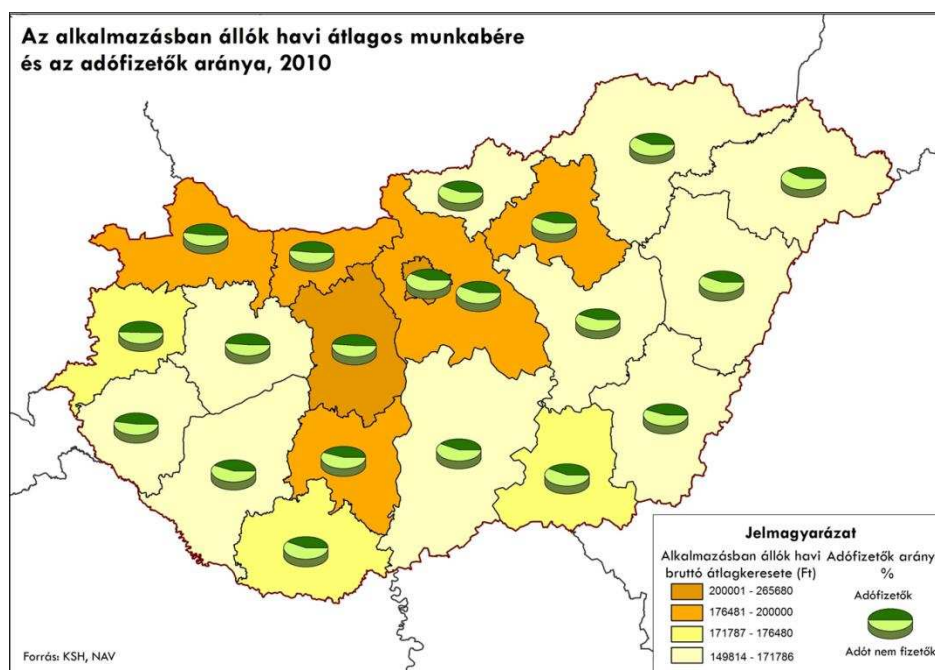 Az alkalmazásban állók havi átlagos munkabére
és az adófizetők aránya, 2010
Jelmagyarázat
Alkalmazásban állók havi
bruttó átlagkeresete (Ft)
200001 - 265680
176481 - 200000
171787 - 176480
149814 - 171786
Adófizetők arány
%
Adófizetők
Adót nem fizetők
Forrás: KSH, NAV